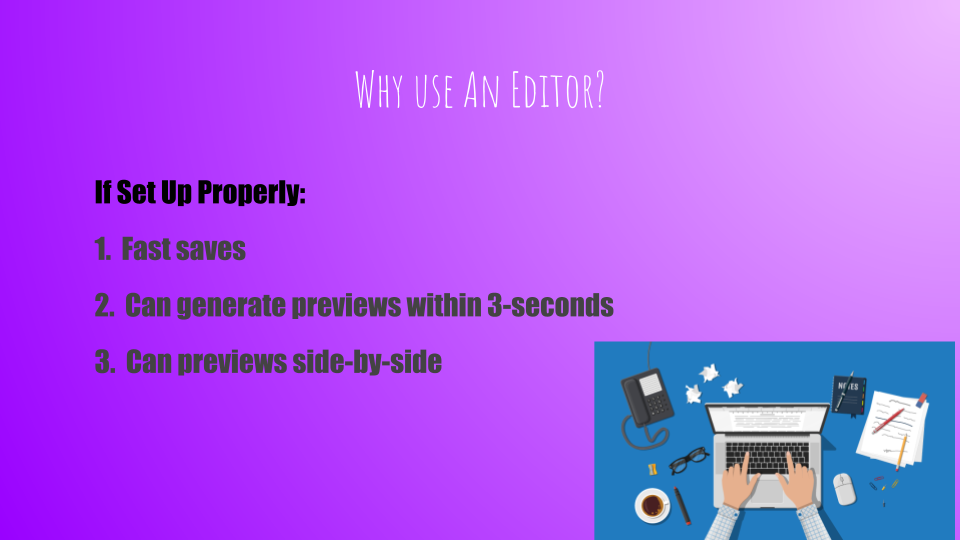 Why use An Editor?
If Set Up Properly:
1. Fast saves
2. Can generate previews within 3-seconds
3. Can previews side-by-side
NOTES